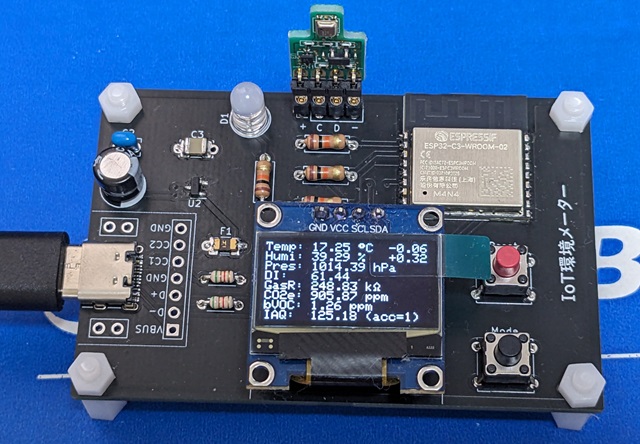 D1
+ C D -
ESPRESSIF
ESP32-C3-WROOM-02
CE
M4N4
C3
U2
GND
CC2
CC1
D+
D-
VBUS
F1
GND VCC SCL SDA
Temp: 17.25 ℃ -0.06
Humi: 39.29 % +0.32
Pres: 1014.39 hPa
DI: 61.44
GasR: 248.83 kΩ
CO2e: 905.87 ppm
bVOC: 1.26 ppm
IAQ: 125.18 (acc=1)
Mode
IoT環境メーター
B